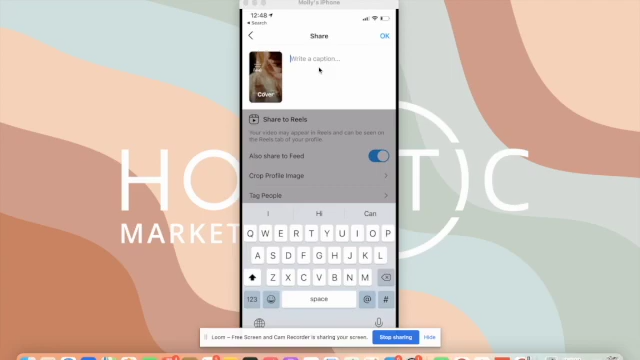 Molly's iPhone
12:48
Search
Share
OK
Write a caption...
Cover
Share to Reels
Your video may appear in Reels and can be seen on the Reels tab of your profile.
Also share to Feed
Crop Profile Image
Tag People
HO TIC
MARKET
I Hi Can
Q W E R T Y U I O P
A S D F G H J K L
Z X C V B N M
123 space @ #
Loom – Free Screen and Cam Recorder is sharing your screen. Stop sharing Hide